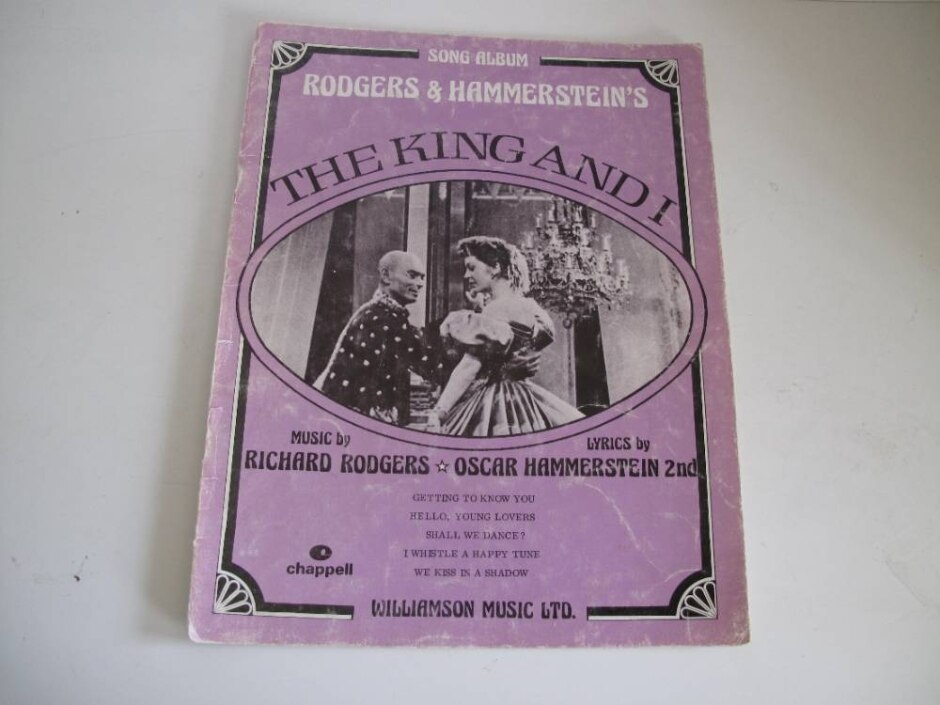 SONG ALBUM
RODGERS & HAMMERSTEIN'S
THE KING AND I
MUSIC by
RICHARD RODGERS ☆ OSCAR HAMMERSTEIN 2nd
LYRICS by
GETTING TO KNOW YOU
HELLO, YOUNG LOVERS
SHALL WE DANCE?
I WHISTLE A HAPPY TUNE
WE KISS IN A SHADOW
chappell
WILLIAMSON MUSIC LTD.